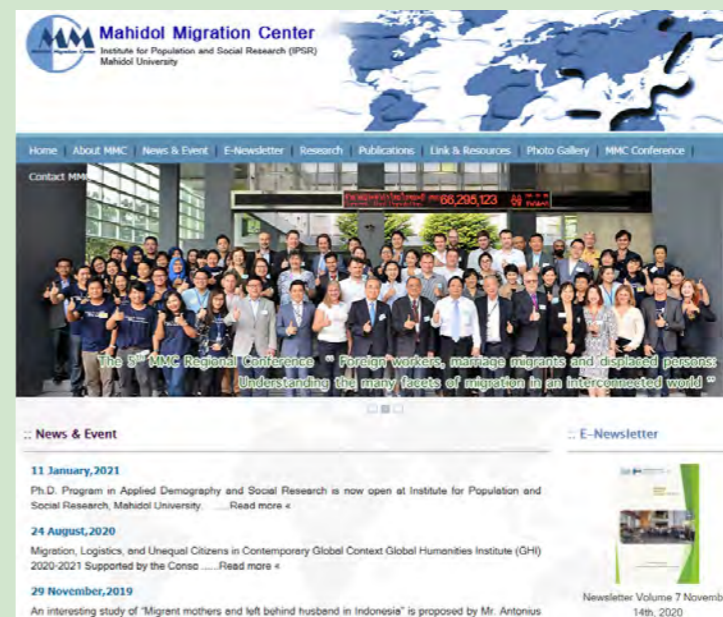 Mahidol Migration Center
Institute for Population and Social Research (IPSR)
Mahidol University
Home | About MMC | News & Event | E-Newsletter | Research | Publications | Link & Resources | Photo Gallery | MMC Conference |
Contact MMC
66,295,123
The 5th MMC Regional Conference " Foreign workers, marriage migrants and displaced persons:
Understanding the many facets of migration in an interconnected world "
:: News & Event
:: E-Newsletter
11 January,2021
Ph.D. Program in Applied Demography and Social Research is now open at Institute for Population and
Social Research, Mahidol University. ......Read more «
24 August,2020
Migration, Logistics, and Unequal Citizens in Contemporary Global Context Global Humanities Institute (GHI)
2020-2021 Supported by the Conso ......Read more «
29 November,2019
An interesting study of "Migrant mothers and left behind husband in Indonesia" is proposed by Mr. Antonius
Newsletter Volume 7 Novemb
14th, 2020